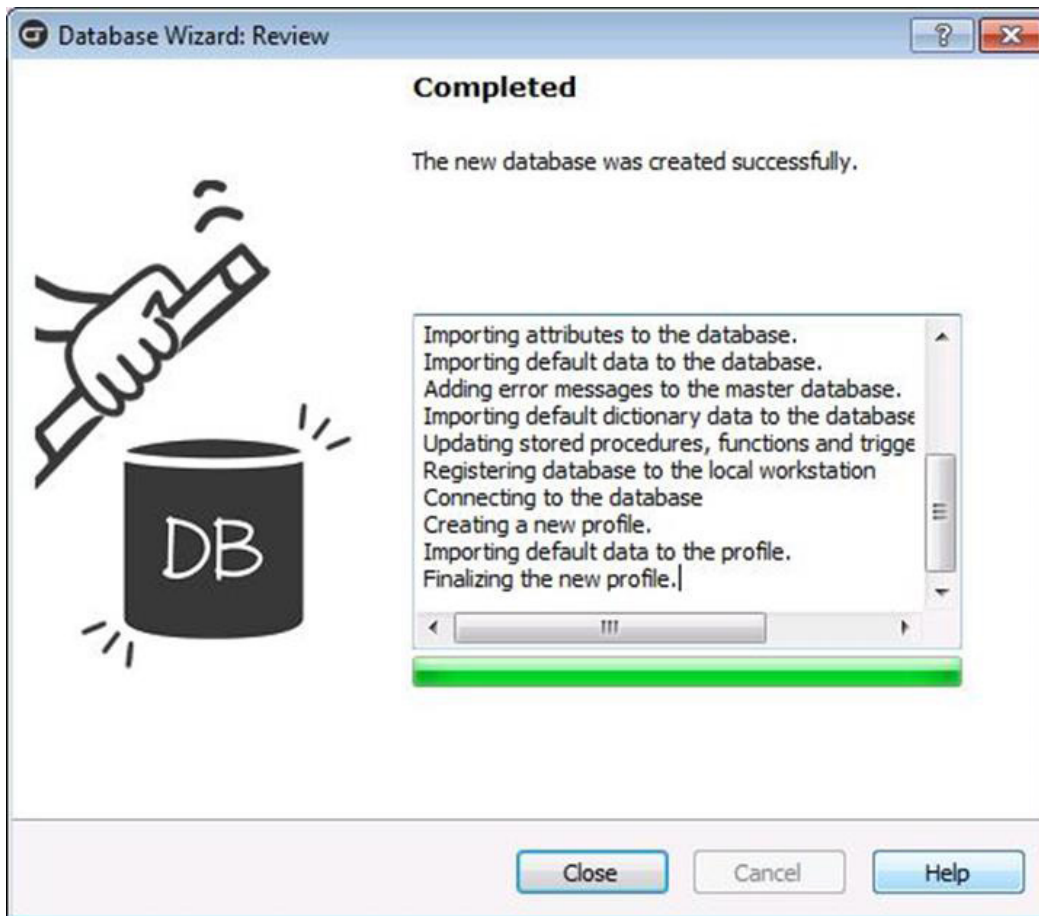 Database Wizard: Review
Completed
The new database was created successfully.
Importing attributes to the database.
Importing default data to the database.
Adding error messages to the master database.
Importing default dictionary data to the database
Updating stored procedures, functions and trigge
Registering database to the local workstation
Connecting to the database
Creating a new profile.
Importing default data to the profile.
Finalizing the new profile.
DB
Close
Cancel
Help